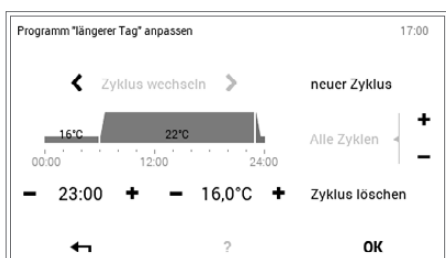 Programm "längerer Tag" anpassen 17:00
Zyklus wechseln neuer Zyklus
16°C 22°C Alle Zyklen + −
00:00 12:00 24:00
− 23:00 + − 16,0°C + Zyklus löschen
? OK